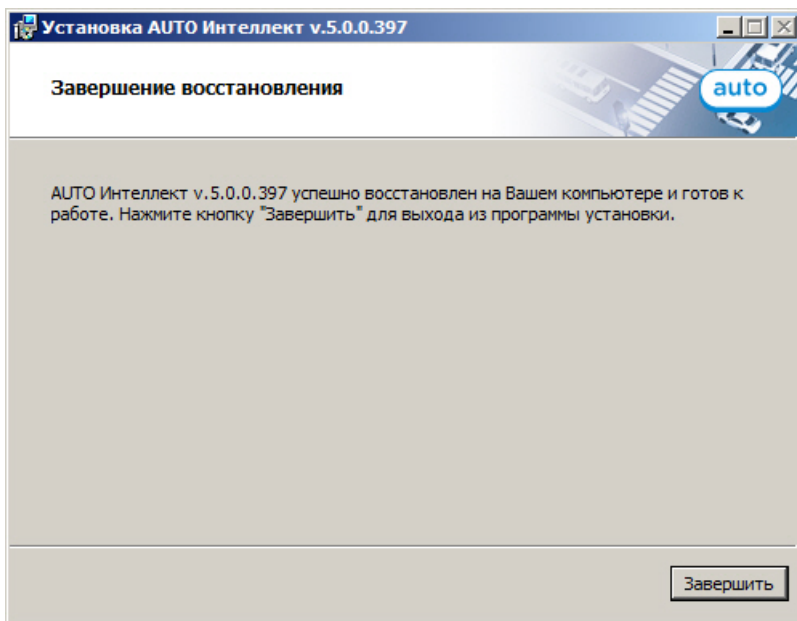 Установка AUTO Интеллект v.5.0.0.397
Завершение восстановления
auto
AUTO Интеллект v.5.0.0.397 успешно восстановлен на Вашем компьютере и готов к
работе. Нажмите кнопку "Завершить" для выхода из программы установки.
Завершить